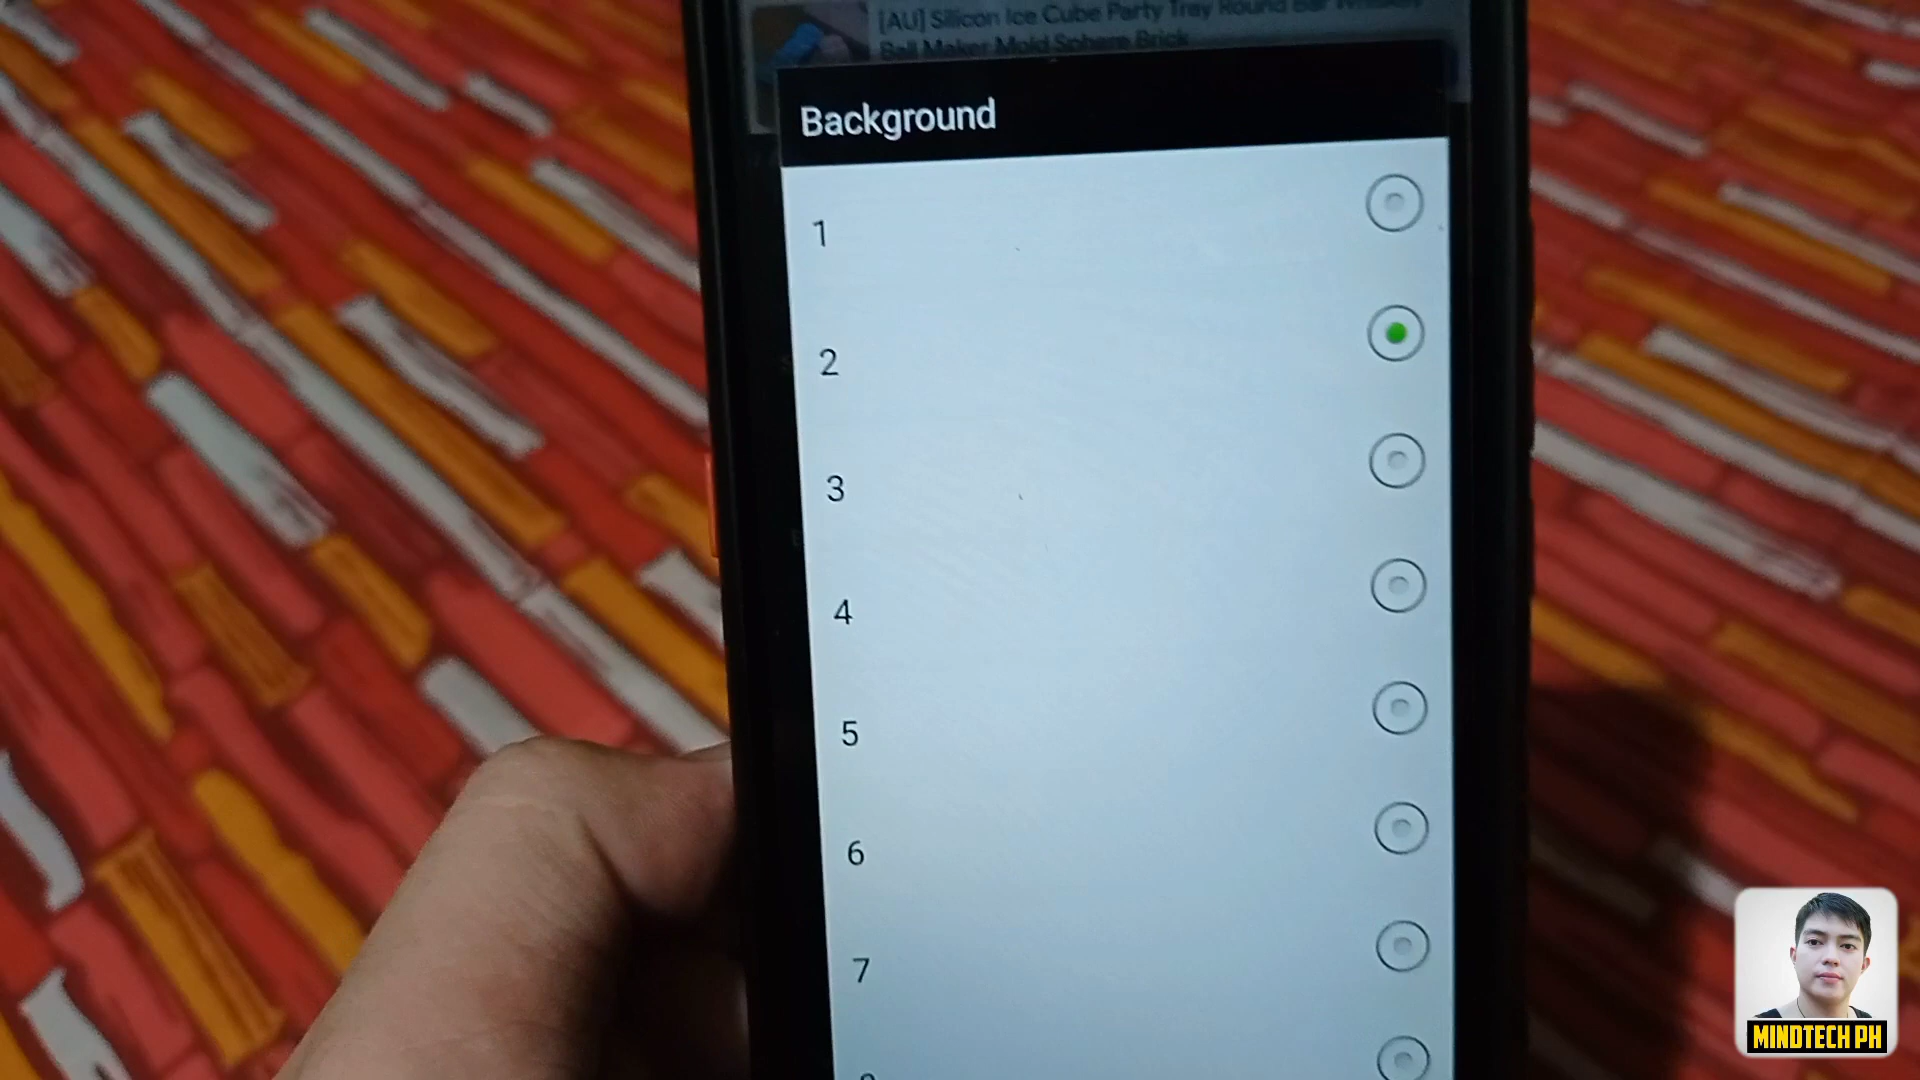 [AU] Silicon Ice Cube Party Tray Round Bar Whiskey
Ball Maker Mold Sphere Brick
Background
1
2
3
4
5
6
7
MINDTECH PH